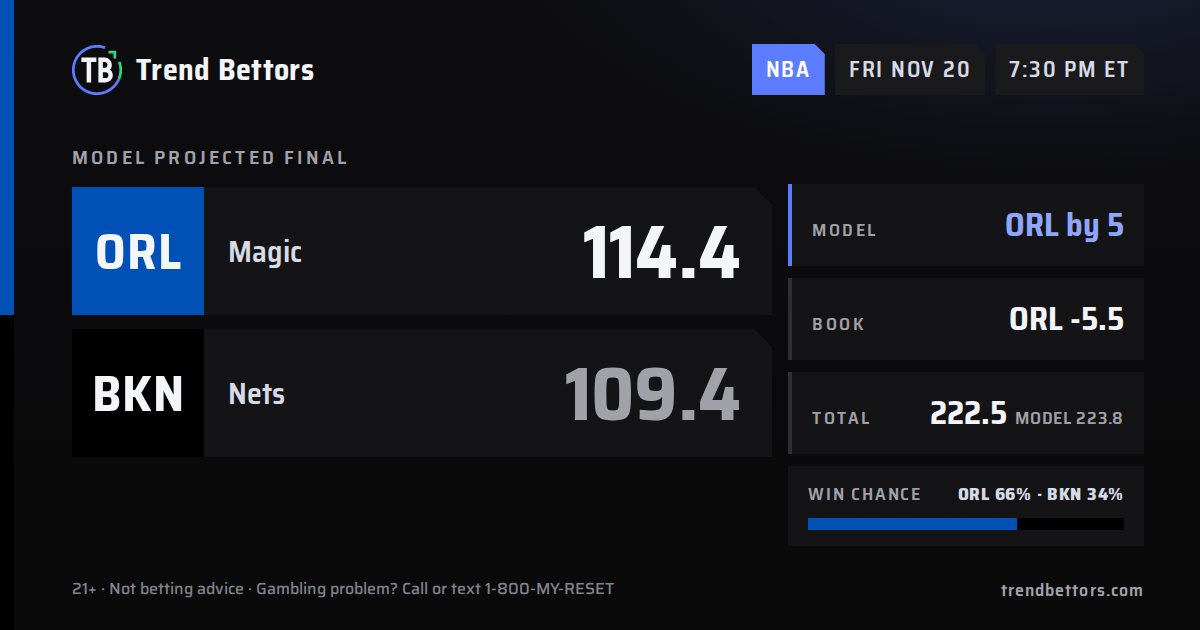 TB Trend Bettors
NBA FRI NOV 20 7:30 PM ET
MODEL PROJECTED FINAL
ORL Magic 114.4
BKN Nets 109.4
MODEL ORL by 5
BOOK ORL -5.5
TOTAL 222.5 MODEL 223.8
WIN CHANCE ORL 66% · BKN 34%
21+ · Not betting advice · Gambling problem? Call or text 1-800-MY-RESET
trendbettors.com